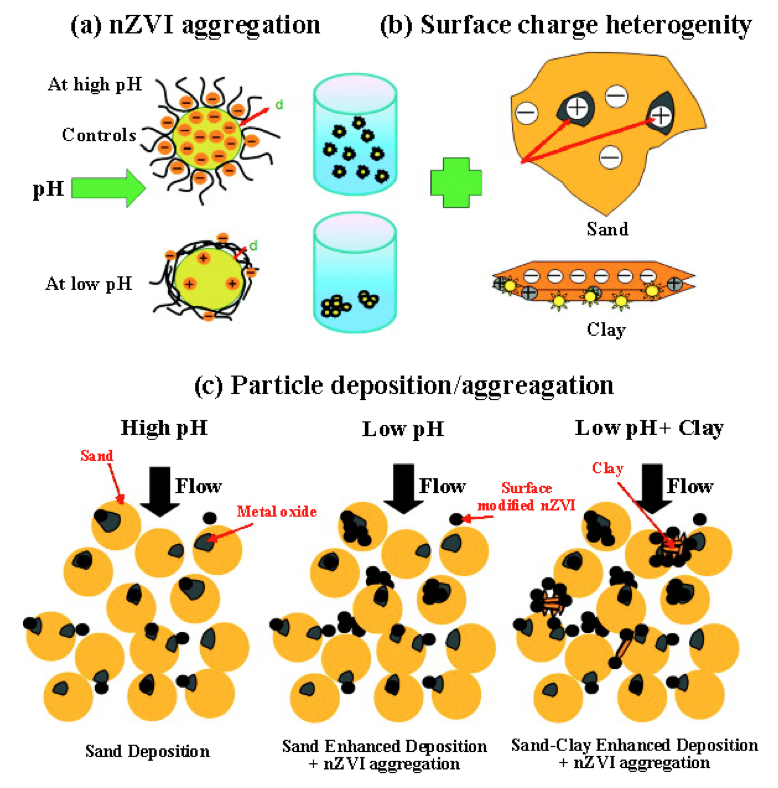 (a) nZVI aggregation
(b) Surface charge heterogenity
At high pH
d
Controls
pH
At low pH
d
Sand
Clay
(c) Particle deposition/aggreagation
High pH
Low pH
Low pH+ Clay
Sand
Flow
Metal oxide
Flow
Surface
modified nZVI
Clay
Flow
Sand Deposition
Sand Enhanced Deposition
+ nZVI aggregation
Sand-Clay Enhanced Deposition
+ nZVI aggregation